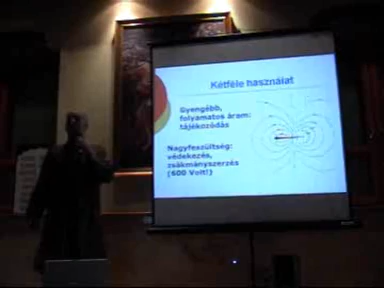 Kétféle használat
Gyengébb,
folyamatos áram:
tájékozódás
Nagyfeszültség:
védekezés,
zsákmányszerzés
(600 Volt!)